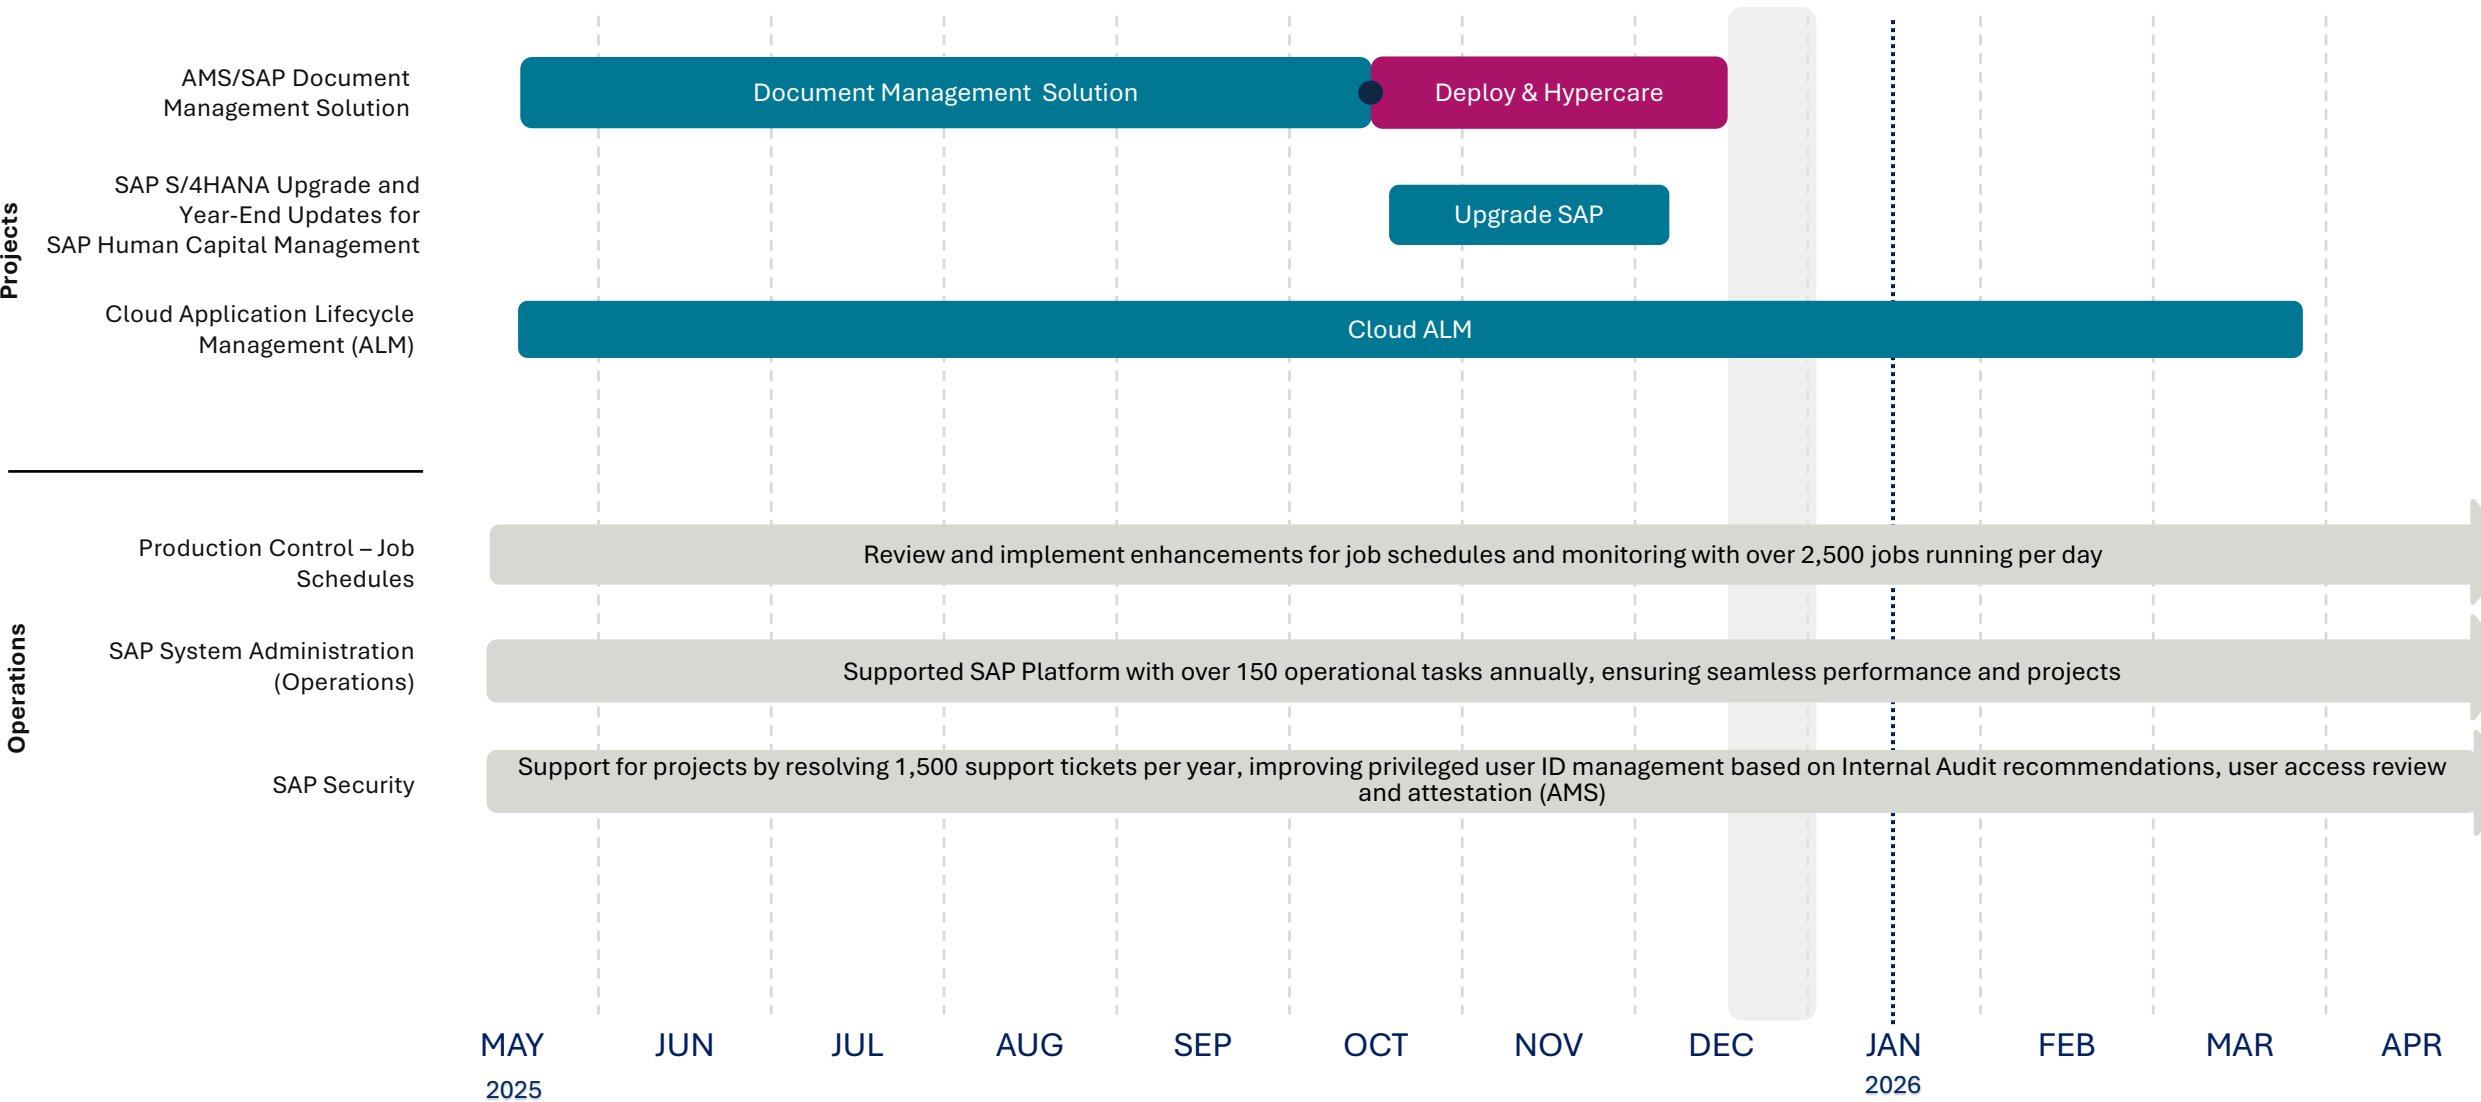 Projects
AMS/SAP Document
Management Solution
Document Management Solution
Deploy & Hypercare
SAP S/4HANA Upgrade and
Year-End Updates for
SAP Human Capital Management
Upgrade SAP
Cloud Application Lifecycle
Management (ALM)
Cloud ALM
Operations
Production Control – Job
Schedules
Review and implement enhancements for job schedules and monitoring with over 2,500 jobs running per day
SAP System Administration
(Operations)
Supported SAP Platform with over 150 operational tasks annually, ensuring seamless performance and projects
SAP Security
Support for projects by resolving 1,500 support tickets per year, improving privileged user ID management based on Internal Audit recommendations, user access review
and attestation (AMS)
MAY JUN JUL AUG SEP OCT NOV DEC JAN FEB MAR APR
2025 2026